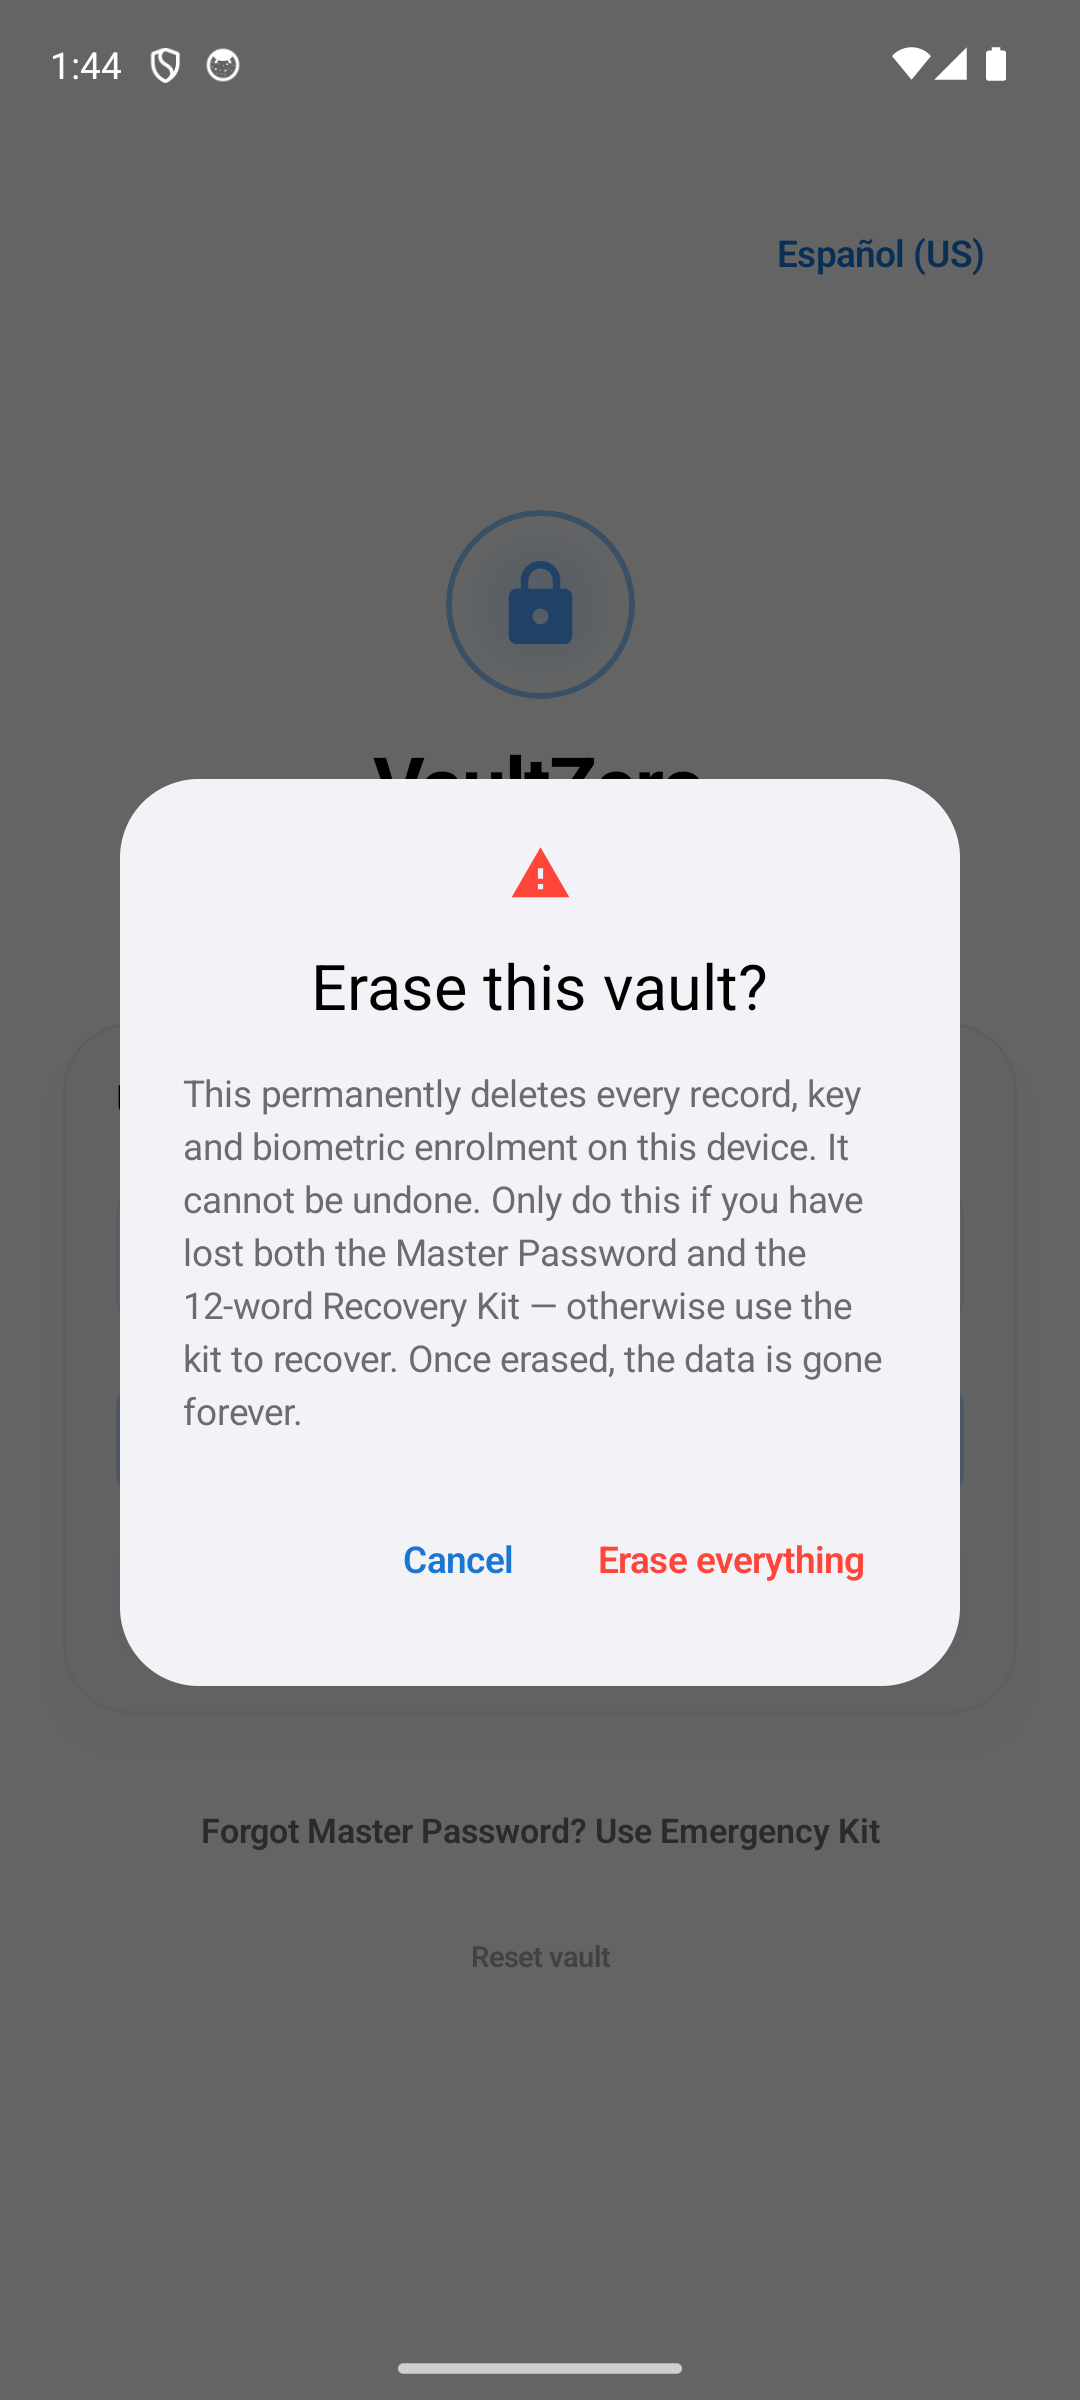 1:44
Español (US)
VaultZero
Erase this vault?
This permanently deletes every record, key
and biometric enrolment on this device. It
cannot be undone. Only do this if you have
lost both the Master Password and the
12-word Recovery Kit — otherwise use the
kit to recover. Once erased, the data is gone
forever.
Cancel
Erase everything
Forgot Master Password? Use Emergency Kit
Reset vault